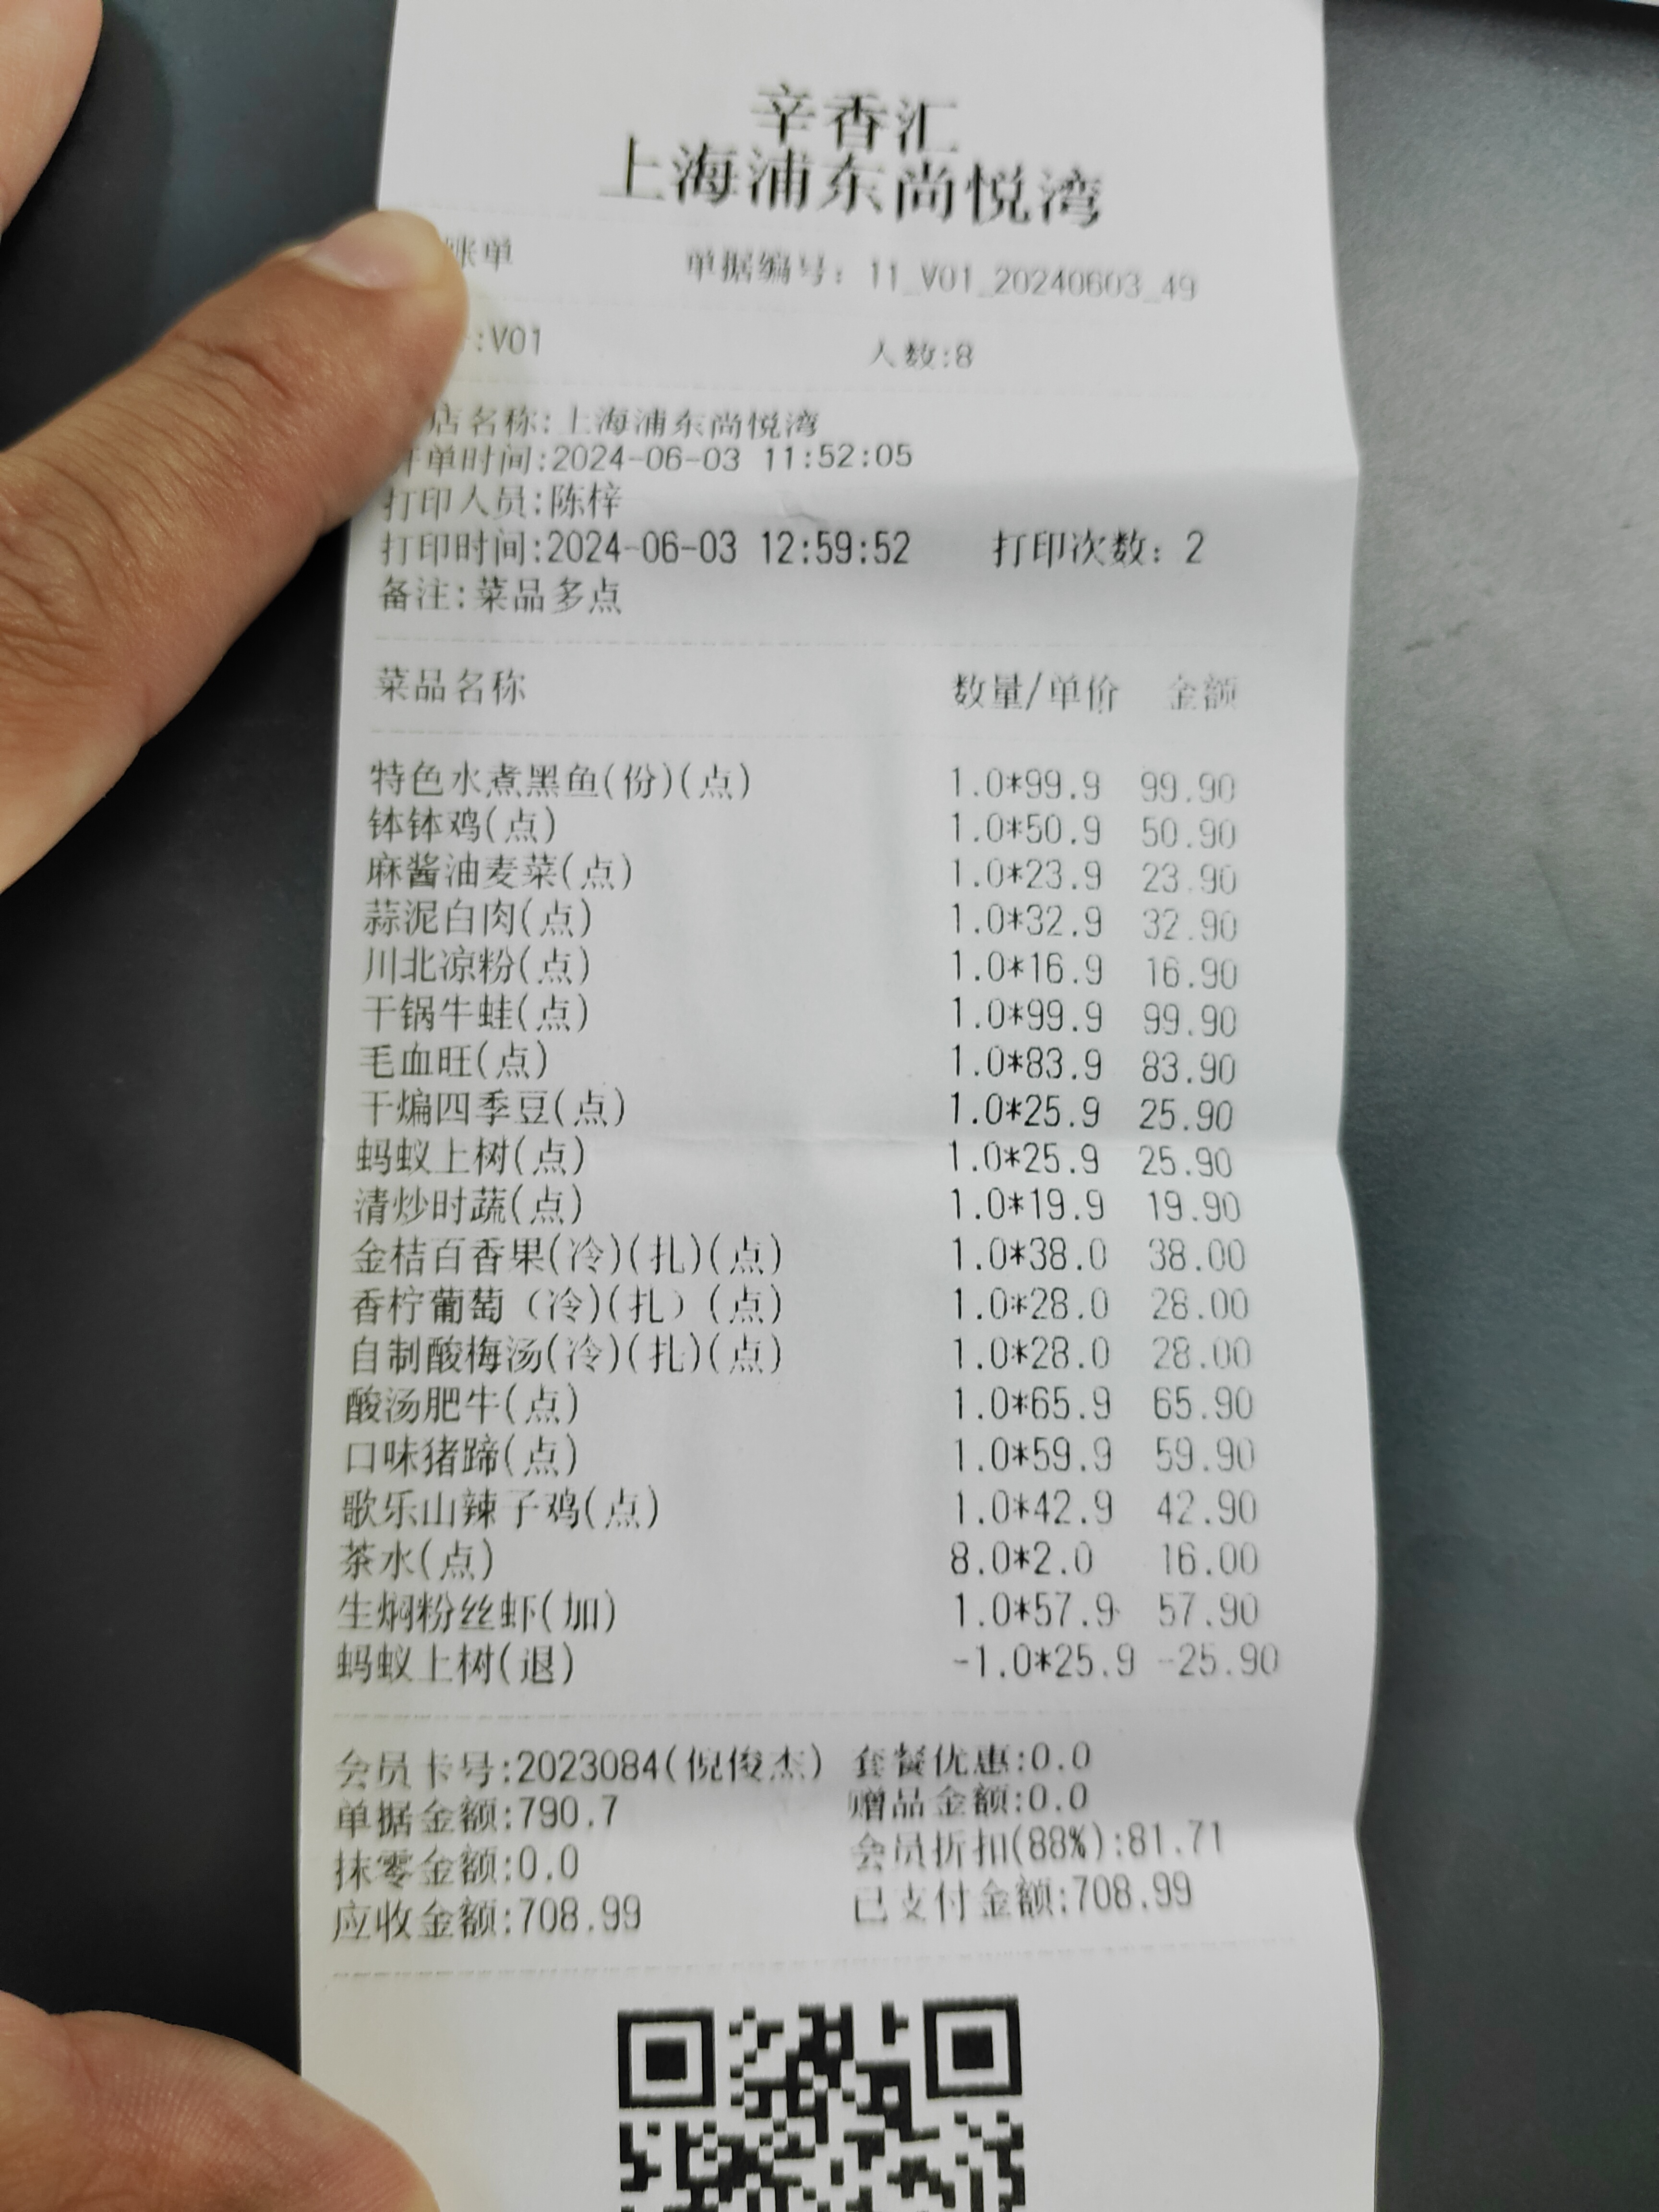 辛香汇
上海浦东尚悦湾
账单 单据编号: 11_V01_20240603_49
:V01 人数:8
店名称:上海浦东尚悦湾
开单时间:2024-06-03 11:52:05
打印人员:陈梓
打印时间:2024-06-03 12:59:52 打印次数: 2
备注:菜品多点
菜品名称 数量/单价 金额
特色水煮黑鱼(份)(点) 1.0*99.9 99.90
钵钵鸡(点) 1.0*50.9 50.90
麻酱油麦菜(点) 1.0*23.9 23.90
蒜泥白肉(点) 1.0*32.9 32.90
川北凉粉(点) 1.0*16.9 16.90
干锅牛蛙(点) 1.0*99.9 99.90
毛血旺(点) 1.0*83.9 83.90
干煸四季豆(点) 1.0*25.9 25.90
蚂蚁上树(点) 1.0*25.9 25.90
清炒时蔬(点) 1.0*19.9 19.90
金桔百香果(冷)(扎)(点) 1.0*38.0 38.00
香柠葡萄（冷)(扎）(点) 1.0*28.0 28.00
自制酸梅汤(冷)(扎)(点) 1.0*28.0 28.00
酸汤肥牛(点) 1.0*65.9 65.90
口味猪蹄(点) 1.0*59.9 59.90
歌乐山辣子鸡(点) 1.0*42.9 42.90
茶水(点) 8.0*2.0 16.00
生焗粉丝虾(加) 1.0*57.9 57.90
蚂蚁上树(退) -1.0*25.9 -25.90
会员卡号:2023084(倪俊杰) 套餐优惠:0.0
单据金额:790.7 赠品金额:0.0
抹零金额:0.0 会员折扣(88%):81.71
应收金额:708.99 已支付金额:708.99